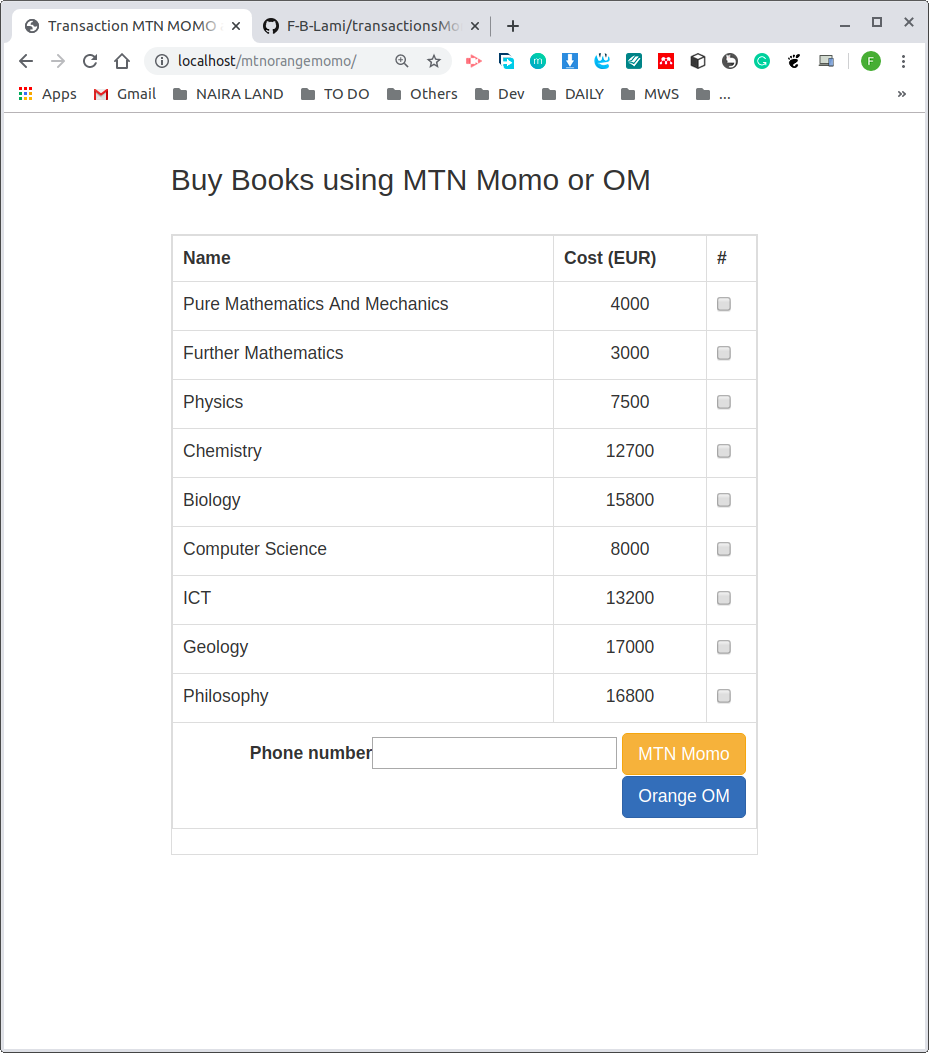 Transaction MTN MOMO
F-B-Lami/transactionsMo
localhost/mtnorangemomo/
F
Apps Gmail NAIRA LAND TO DO Others Dev DAILY MWS ... »
Buy Books using MTN Momo or OM
Name Cost (EUR) #
Pure Mathematics And Mechanics 4000
Further Mathematics 3000
Physics 7500
Chemistry 12700
Biology 15800
Computer Science 8000
ICT 13200
Geology 17000
Philosophy 16800
Phone number MTN Momo
Orange OM